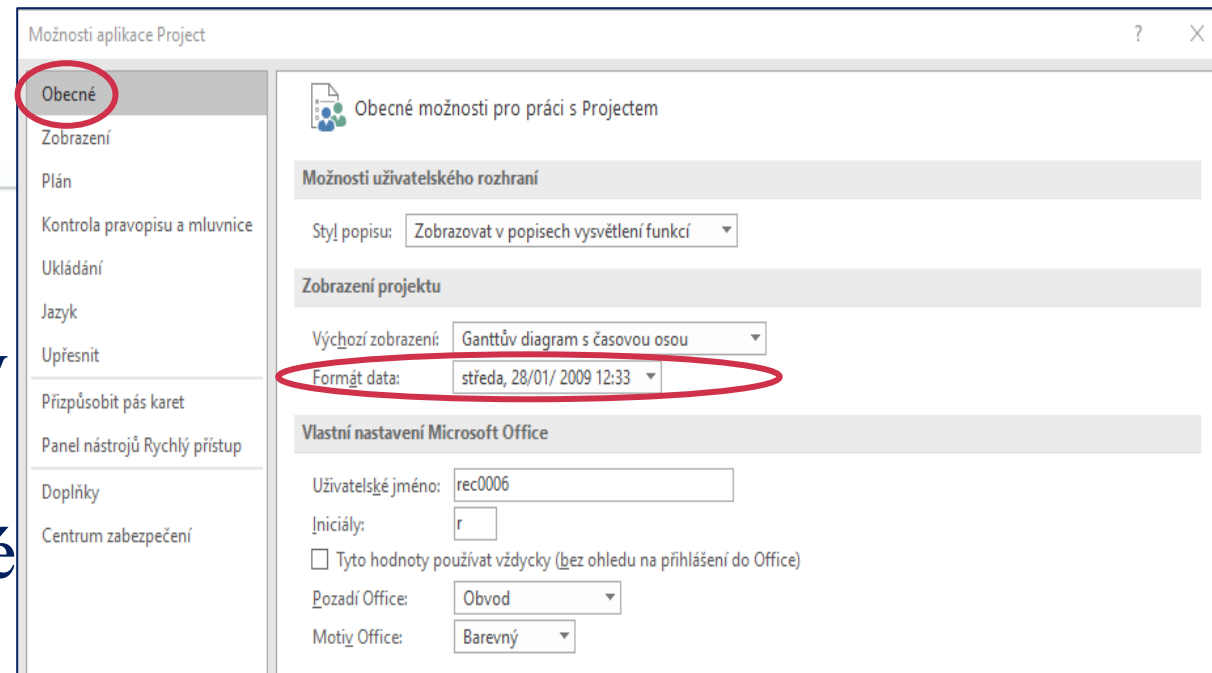 Možnosti aplikace Project ? X
Obecné
Zobrazení
Plán
Kontrola pravopisu a mluvnice
Ukládání
Jazyk
Upřesnit
Přizpůsobit pás karet
Panel nástrojů Rychlý přístup
Doplňky
Centrum zabezpečení
Obecné možnosti pro práci s Projectem
Možnosti uživatelského rozhraní
Styl popisu: Zobrazovat v popisech vysvětlení funkcí
Zobrazení projektu
Výchozí zobrazení: Ganttův diagram s časovou osou
Formát data: středa, 28/01/ 2009 12:33
Vlastní nastavení Microsoft Office
Uživatelské jméno: rec0006
Iniciály: r
Tyto hodnoty používat vždycky (bez ohledu na přihlášení do Office)
Pozadí Office: Obvod
Motiv Office: Barevný
é